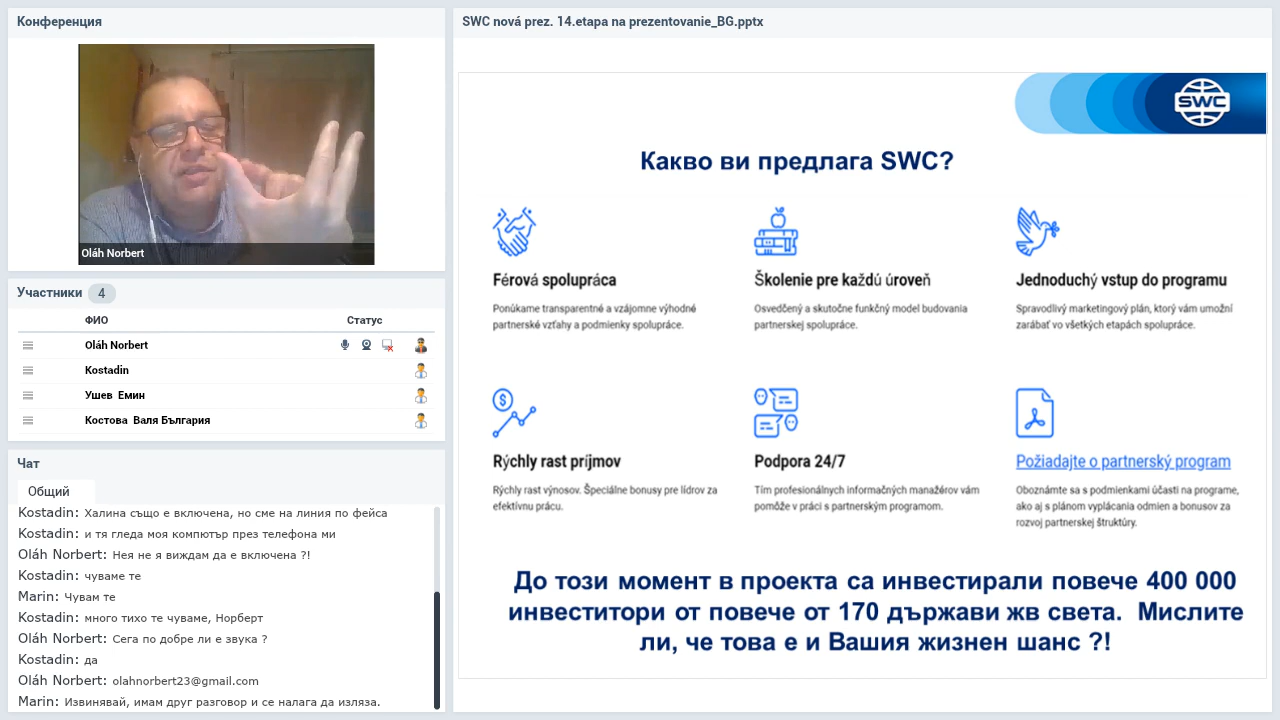 Конференция
Oláh Norbert
Участники 4
ФИО Статус
Oláh Norbert
Kostadin
Ушев Емин
Костова Валя България
Чат
Общий
Kostadin: Халина също е включена, но сме на линия по фейса
Kostadin: и тя гледа моя компютър през телефона ми
Oláh Norbert: Нея не я виждам да е включена ?!
Kostadin: чуваме те
Marin: Чувам те
Kostadin: много тихо те чуваме, Норберт
Oláh Norbert: Сега по добре ли е звука ?
Kostadin: да
Oláh Norbert: olahnorbert23@gmail.com
Marin: Извинявай, имам друг разговор и се налага да изляза.
SWC nová prez. 14.etapa na prezentovanie_BG.pptx
SWC
Какво ви предлага SWC?
Férová spolupráca
Ponúkame transparentné a vzájomne výhodné
partnerské vzťahy a podmienky spolupráce.
Školenie pre každú úroveň
Osvedčený a skutočne funkčný model budovania
partnerskej spolupráce.
Jednoduchý vstup do programu
Spravodlivý marketingový plán, ktorý vám umožní
zarábať vo všetkých etapách spolupráce.
Rýchly rast príjmov
Rýchly rast výnosov. Špeciálne bonusy pre lídrov za
efektívnu prácu.
Podpora 24/7
Tím profesionálnych informačných manažérov vám
pomôže v práci s partnerským programom.
Požiadajte o partnerský program
Oboznámte sa s podmienkami účasti na programe,
ako aj s plánom vyplácania odmien a bonusov za
rozvoj partnerskej štruktúry.
До този момент в проекта са инвестирали повече 400 000
инвеститори от повече от 170 държави жв света. Мислите
ли, че това е и Вашия жизнен шанс ?!